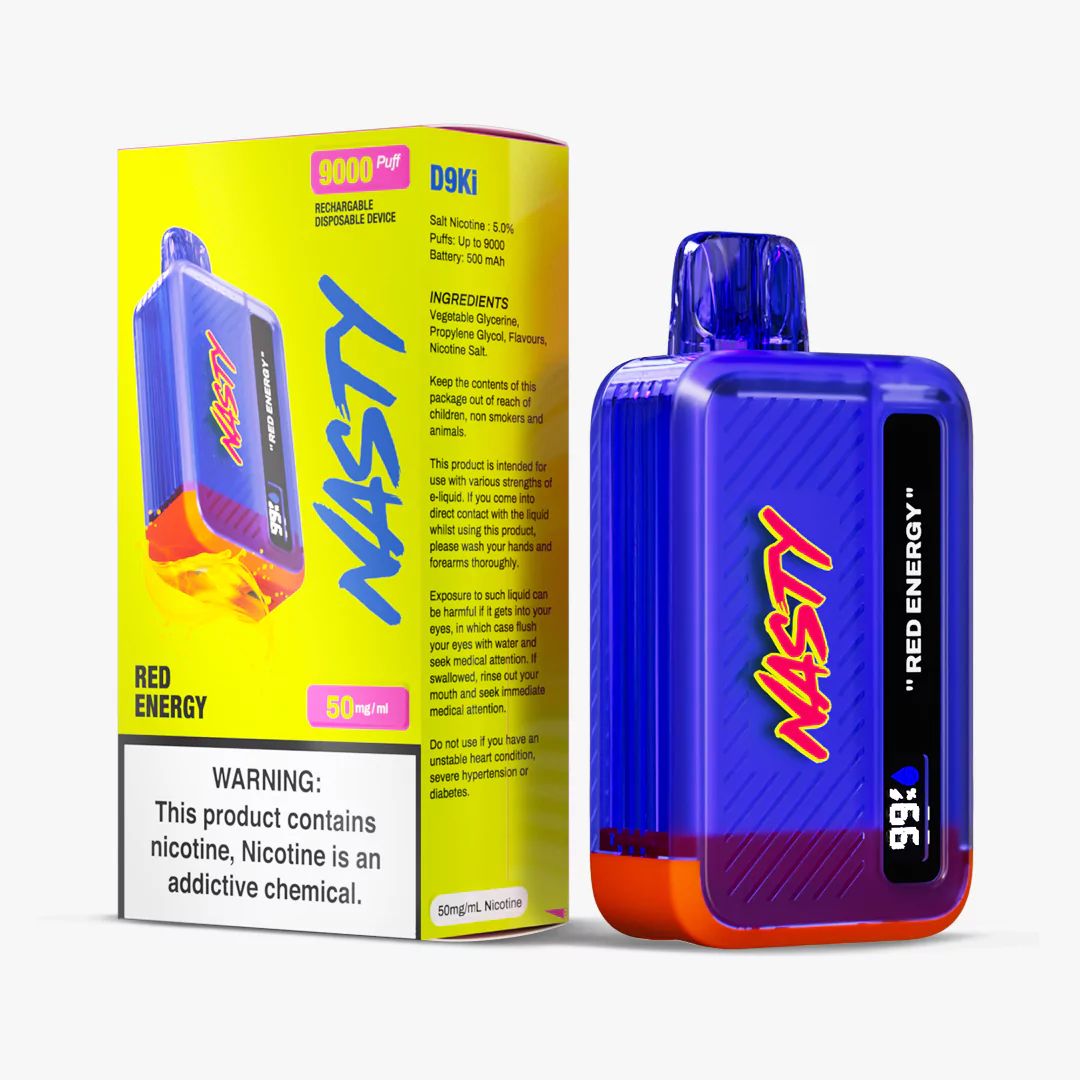 9000 Puff
RECHARGABLE
DISPOSABLE DEVICE
NASTY
NASTY
"RED ENERGY"
99%
RED
ENERGY
50mg/ml
WARNING:
This product contains
nicotine, Nicotine is an
addictive chemical.
D9Ki
Salt Nicotine : 5.0%
Puffs: Up to 9000
Battery: 500 mAh
INGREDIENTS
Vegetable Glycerine,
Propylene Glycol, Flavours,
Nicotine Salt.
Keep the contents of this
package out of reach of
children, non smokers and
animals.
This product is intended for
use with various strengths of
e-liquid. If you come into
direct contact with the liquid
whilst using this product,
please wash your hands and
forearms thoroughly.
Exposure to such liquid can
be harmful if it gets into your
eyes, in which case flush
your eyes with water and
seek medical attention. If
swallowed, rinse out your
mouth and seek immediate
medical attention.
Do not use if you have an
unstable heart condition,
severe hypertension or
diabetes.
50mg/mL Nicotine
NASTY
"RED ENERGY"
99%